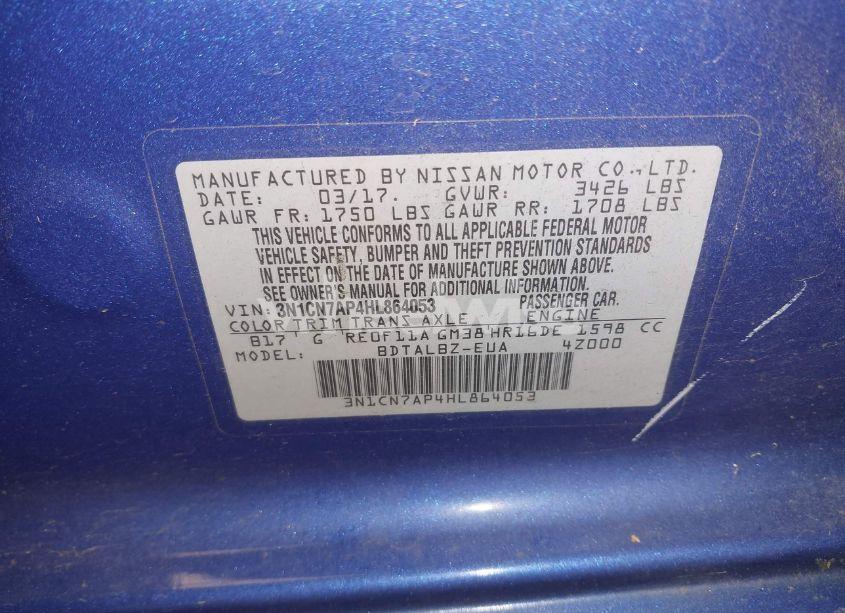 MANUFACTURED BY NISSAN MOTOR CO., LTD.
DATE: 03/17. GVWR: 3426 LBS
GAWR FR: 1750 LBS GAWR RR: 1708 LBS
THIS VEHICLE CONFORMS TO ALL APPLICABLE FEDERAL MOTOR
VEHICLE SAFETY, BUMPER AND THEFT PREVENTION STANDARDS
IN EFFECT ON THE DATE OF MANUFACTURE SHOWN ABOVE.
SEE OWNER'S MANUAL FOR ADDITIONAL INFORMATION.
VIN: 3N1CN7AP4HL864053 PASSENGER CAR.
COLOR TRIM TRANS AXLE ENGINE
B17 G RE0F11A GM38 HR16DE 1598 CC
MODEL: BDTALBZ-EUA 4Z000
3N1CN7AP4HL864053